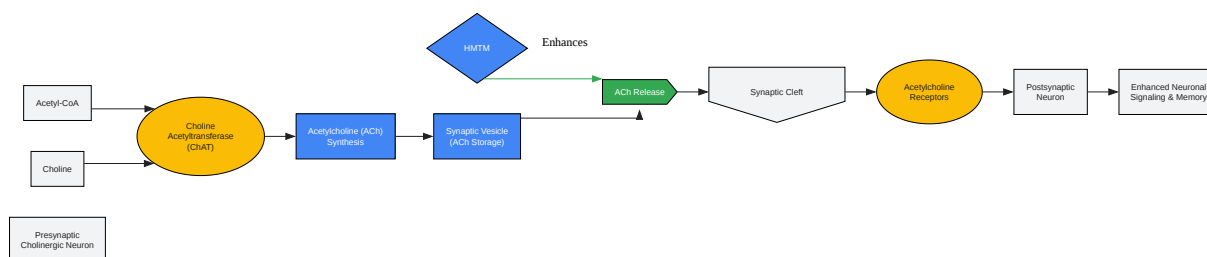 HMTM
Enhances
Acetyl-CoA
Choline
Acetyltransferase
(ChAT)
Choline
Acetylcholine (ACh)
Synthesis
Synaptic Vesicle
(ACh Storage)
ACh Release
Synaptic Cleft
Acetylcholine
Receptors
Postsynaptic
Neuron
Enhanced Neuronal
Signaling & Memory
Presynaptic
Cholinergic Neuron